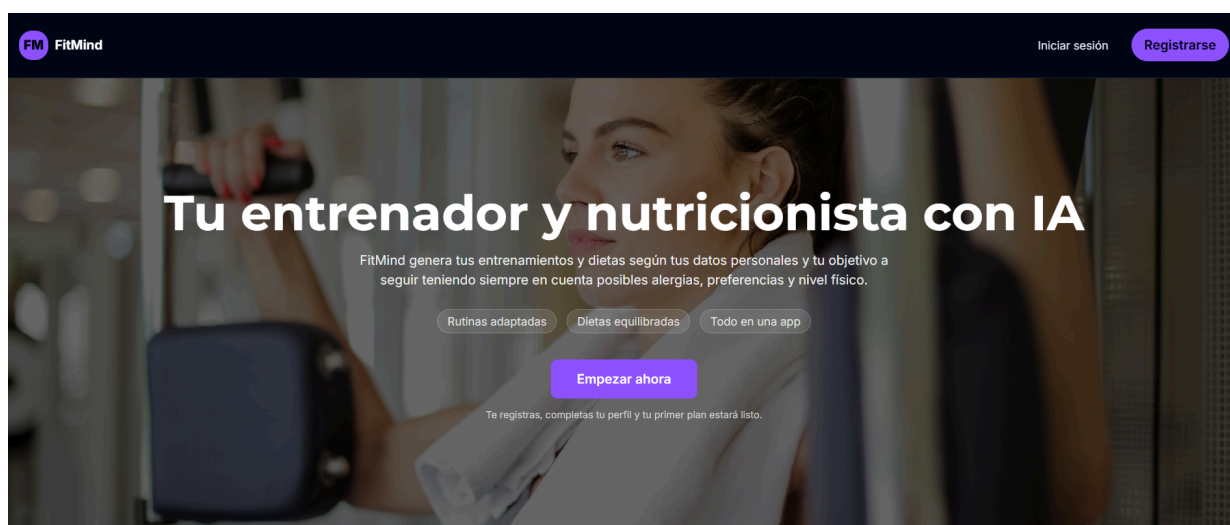 FM FitMind
Iniciar sesión
Registrarse
Tu entrenador y nutricionista con IA
FitMind genera tus entrenamientos y dietas según tus datos personales y tu objetivo a
seguir teniendo siempre en cuenta posibles alergias, preferencias y nivel físico.
Rutinas adaptadas
Dietas equilibradas
Todo en una app
Empezar ahora
Te registras, completas tu perfil y tu primer plan estará listo.